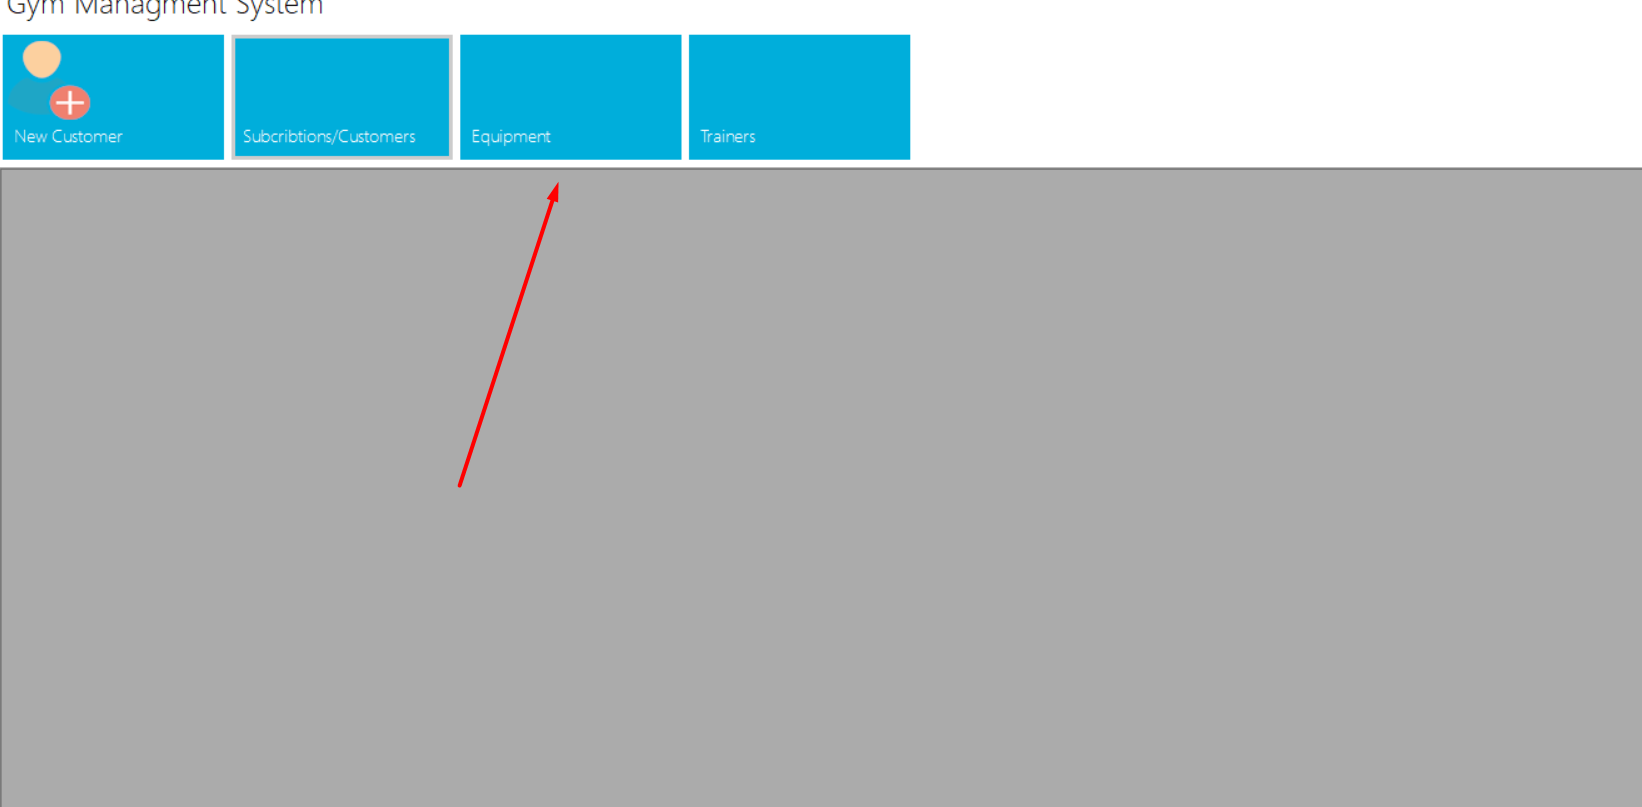 Gym Managment System
New Customer
Subcribtions/Customers
Equipment
Trainers